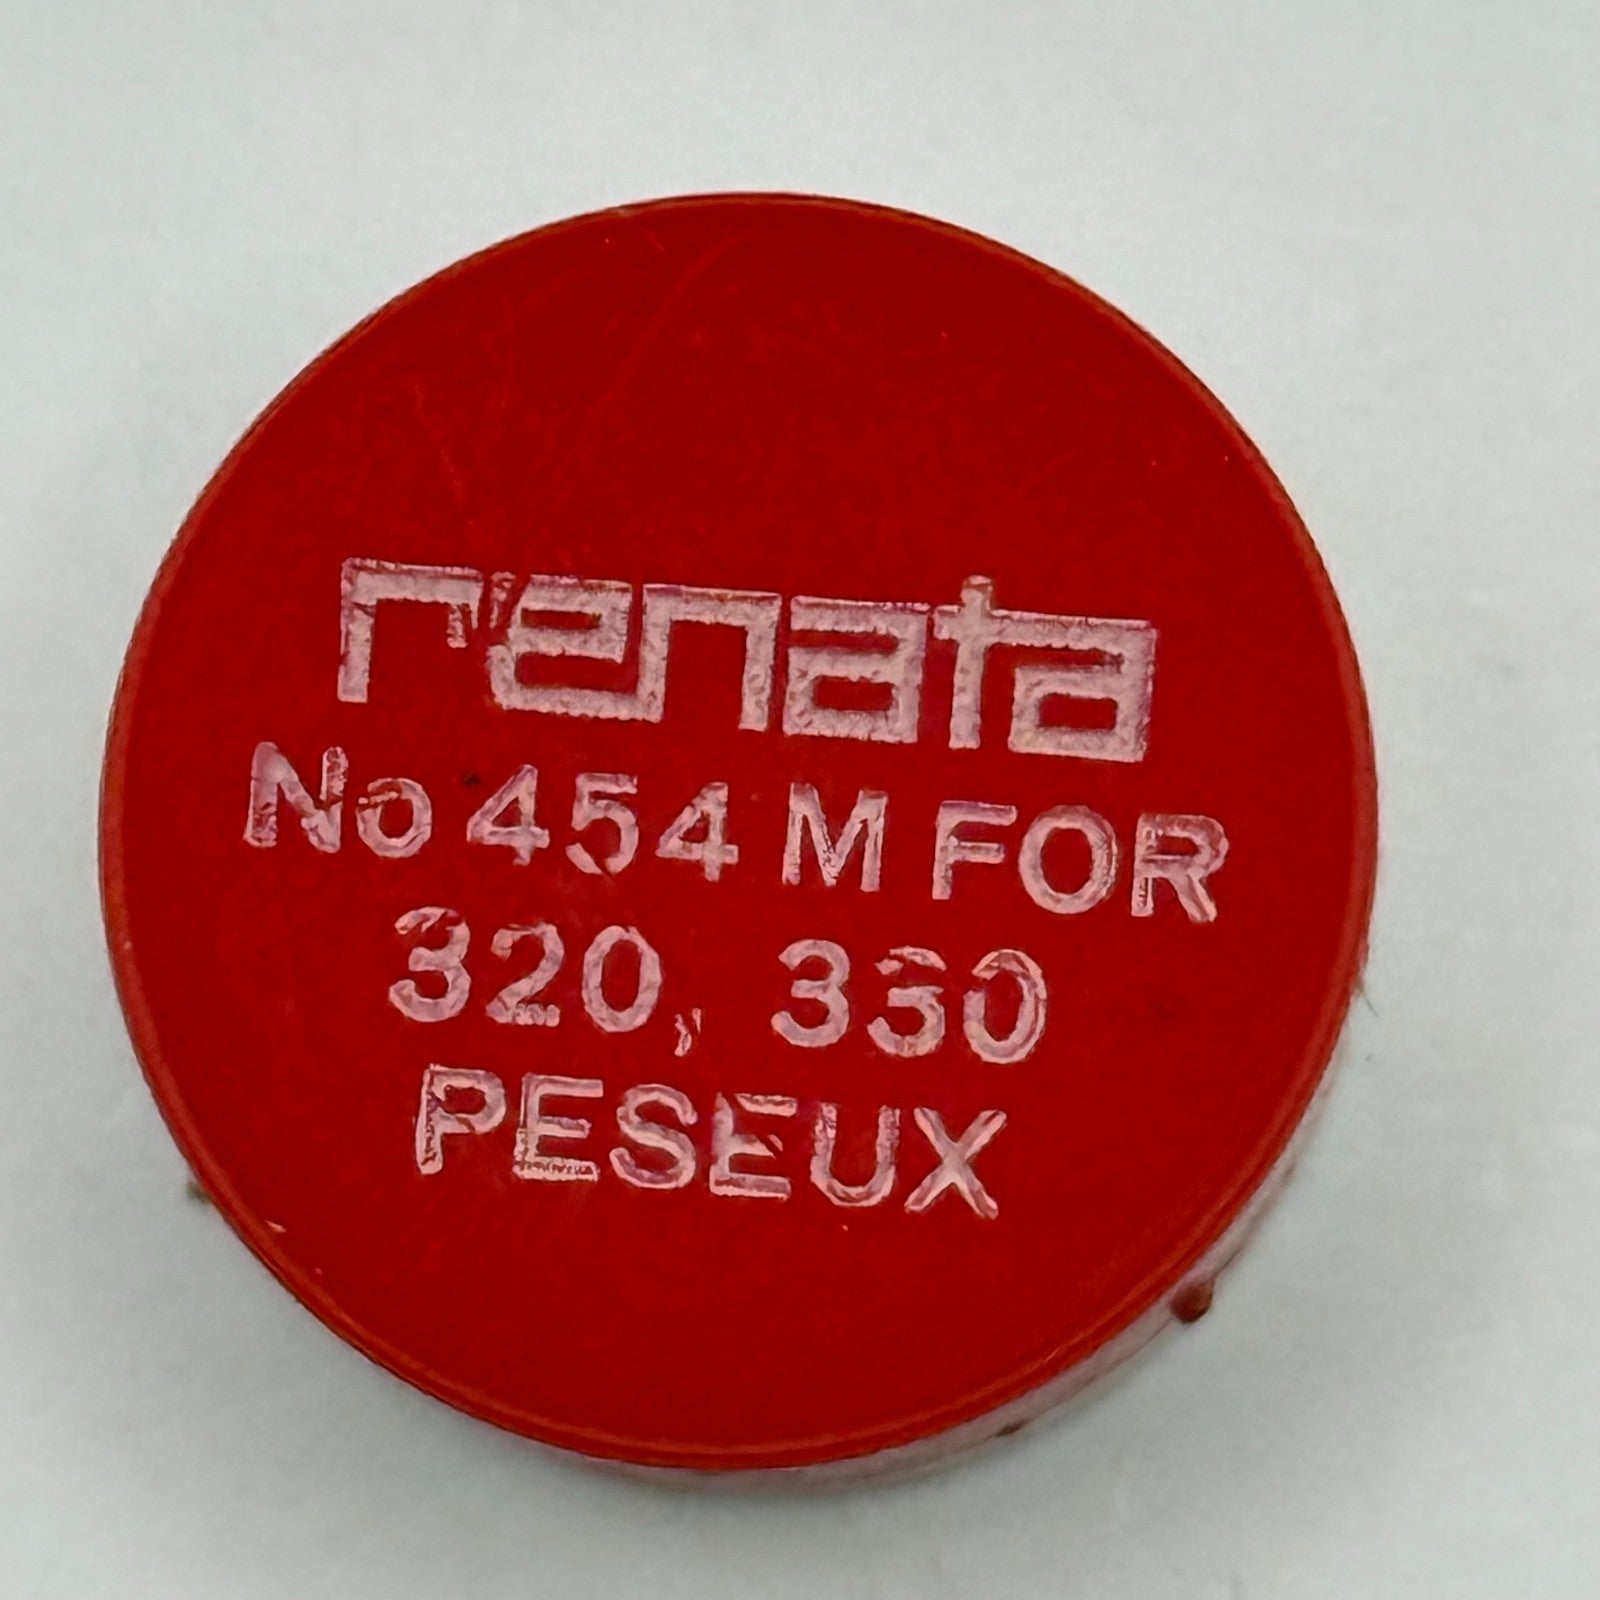 renata
No 454 M FOR
320, 330
PESEUX